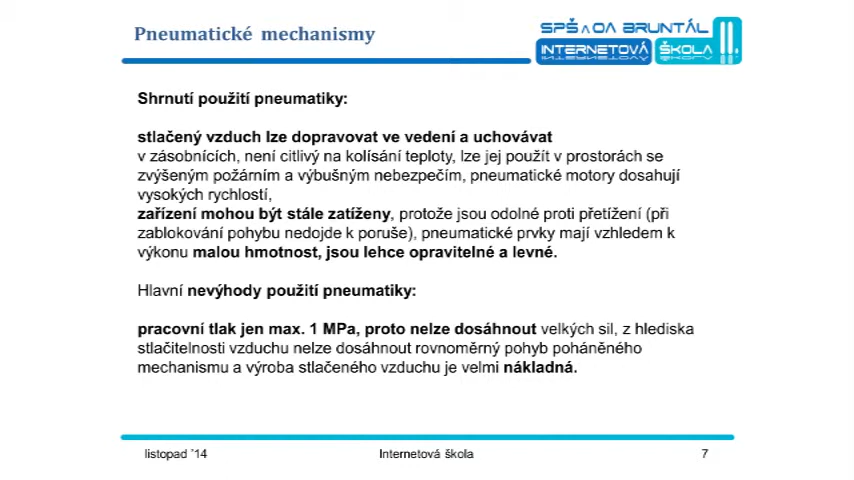 Pneumatické mechanismy
SPŠ A OA BRUNTÁL
INTERNETOVÁ ŠKOLA
Shrnutí použití pneumatiky:
stlačený vzduch lze dopravovat ve vedení a uchovávat
v zásobnících, není citlivý na kolísání teploty, lze jej použít v prostorách se
zvýšeným požárním a výbušným nebezpečím, pneumatické motory dosahují
vysokých rychlostí,
zařízení mohou být stále zatíženy, protože jsou odolné proti přetížení (při
zablokování pohybu nedojde k poruše), pneumatické prvky mají vzhledem k
výkonu malou hmotnost, jsou lehce opravitelné a levné.
Hlavní nevýhody použití pneumatiky:
pracovní tlak jen max. 1 MPa, proto nelze dosáhnout velkých sil, z hlediska
stlačitelnosti vzduchu nelze dosáhnout rovnoměrný pohyb poháněného
mechanismu a výroba stlačeného vzduchu je velmi nákladná.
listopad ’14 Internetová škola 7